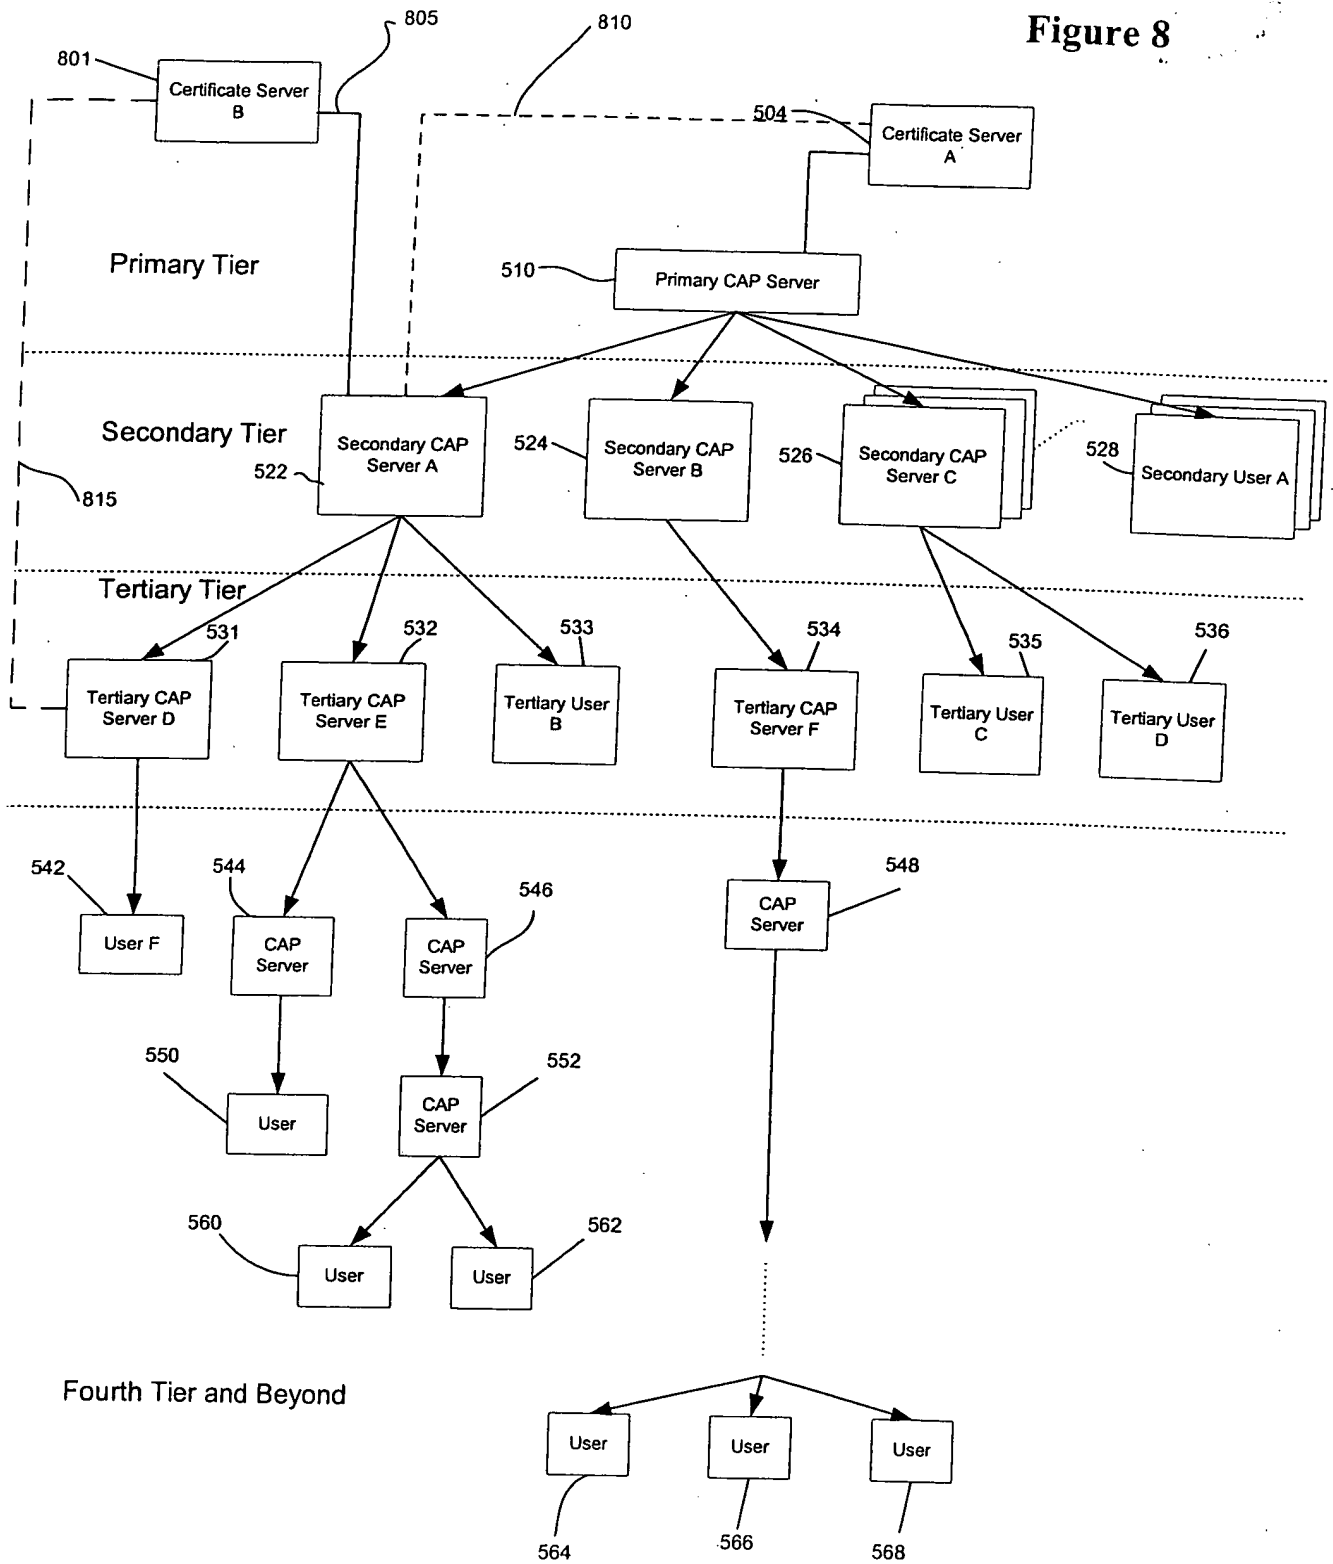 Figure 8
805
810
801
Certificate Server
B
504
Certificate Server
A
Primary Tier
510
Primary CAP Server
Secondary Tier
522
Secondary CAP
Server A
524
Secondary CAP
Server B
526
Secondary CAP
Server C
528
Secondary User A
815
Tertiary Tier
531
532
533
534
535
536
Tertiary CAP
Server D
Tertiary CAP
Server E
Tertiary User
B
Tertiary CAP
Server F
Tertiary User
C
Tertiary User
D
542
544
546
548
User F
CAP
Server
CAP
Server
CAP
Server
550
552
User
CAP
Server
560
562
User
User
Fourth Tier and Beyond
User
User
User
564
566
568